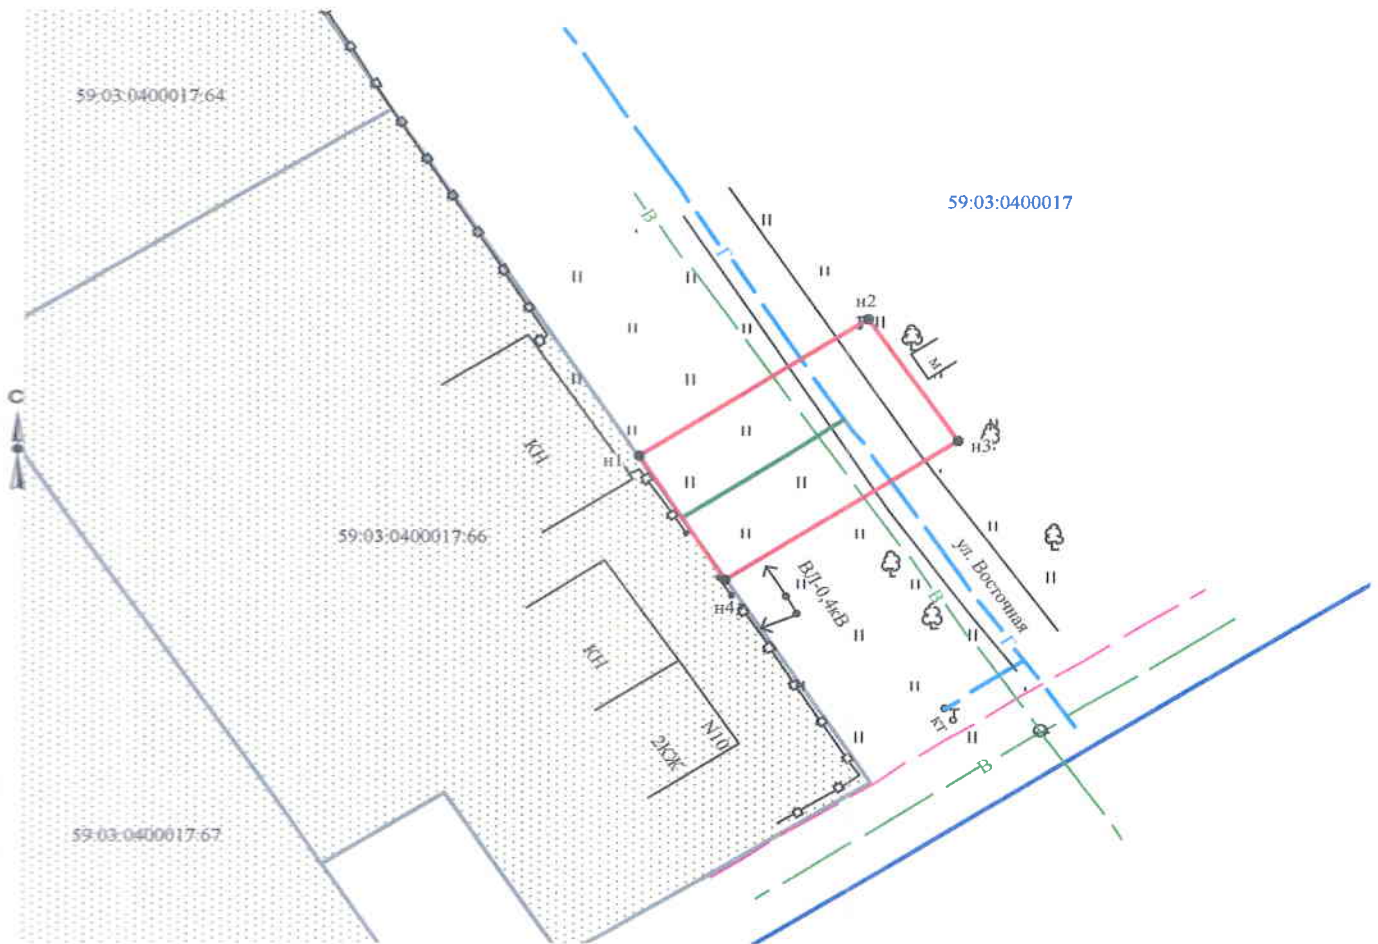 59:03:0400017:64
59:03:0400017
В
Г
н2
м
С
н1
КН
н3
59:03:0400017:66
ВЛ-0,4кВ
ул. Восточная
В
н4
Г
КН
кт
N10
2КЖ
В
59:03:0400017:67